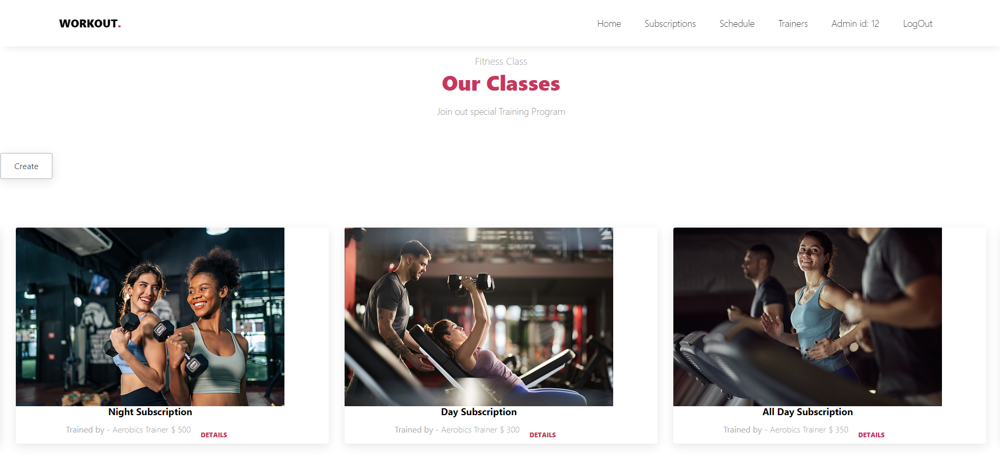 WORKOUT.
Home Subscriptions Schedule Trainers Admin id: 12 LogOut
Fitness Class
Our Classes
Join out special Training Program
Create
Night Subscription
Trained by - Aerobics Trainer $ 500 DETAILS
Day Subscription
Trained by - Aerobics Trainer $ 300 DETAILS
All Day Subscription
Trained by - Aerobics Trainer $ 350 DETAILS